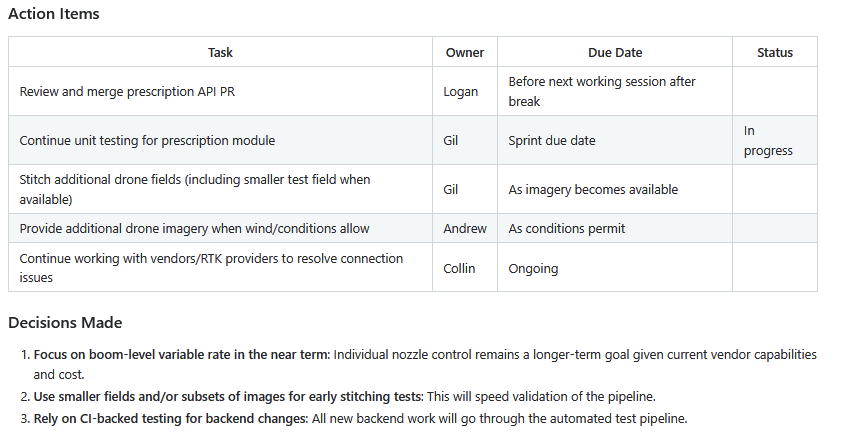 Action Items
Task Owner Due Date Status
Review and merge prescription API PR Logan Before next working session after
break
Continue unit testing for prescription module Gil Sprint due date In
progress
Stitch additional drone fields (including smaller test field when
available) Gil As imagery becomes available
Provide additional drone imagery when wind/conditions allow Andrew As conditions permit
Continue working with vendors/RTK providers to resolve connection
issues Collin Ongoing
Decisions Made
1. Focus on boom-level variable rate in the near term: Individual nozzle control remains a longer-term goal given current vendor capabilities
and cost.
2. Use smaller fields and/or subsets of images for early stitching tests: This will speed validation of the pipeline.
3. Rely on CI-backed testing for backend changes: All new backend work will go through the automated test pipeline.